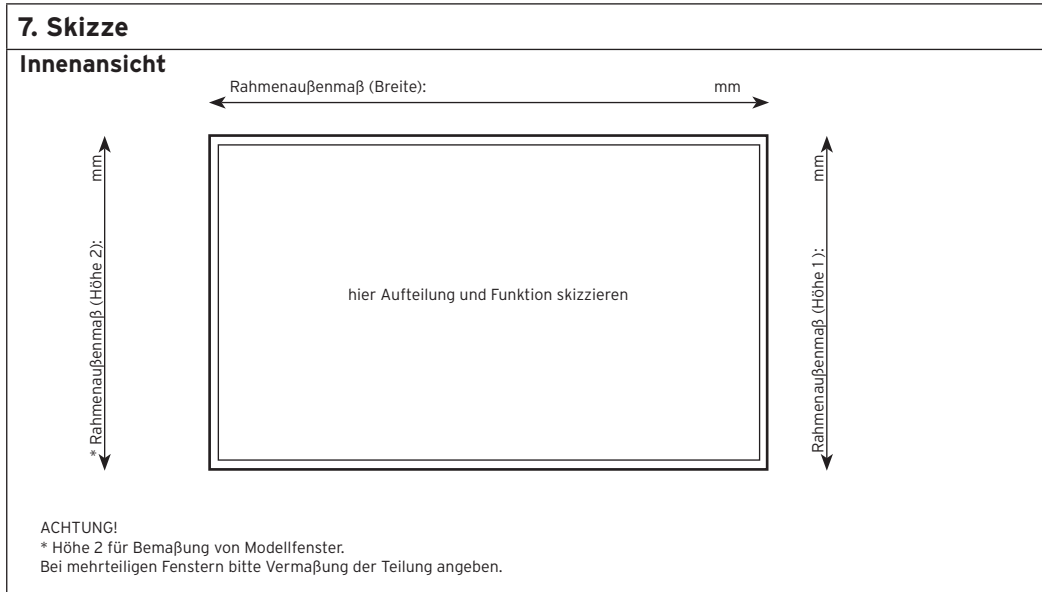 7. Skizze
Innenansicht
Rahmenaußenmaß (Breite): mm
* Rahmenaußenmaß (Höhe 2): mm
hier Aufteilung und Funktion skizzieren
Rahmenaußenmaß (Höhe 1 ): mm
ACHTUNG!
* Höhe 2 für Bemaßung von Modellfenster.
Bei mehrteiligen Fenstern bitte Vermaßung der Teilung angeben.